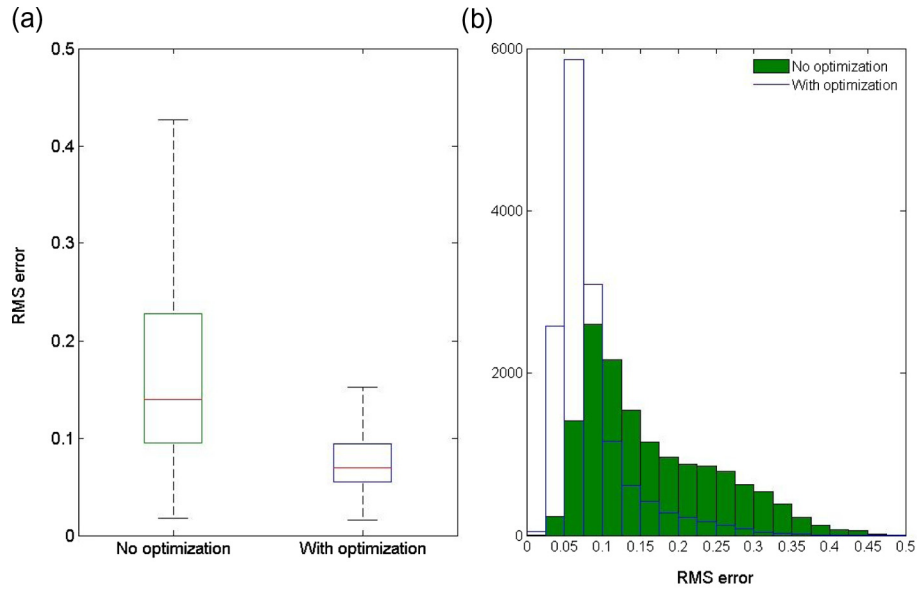 (a)
0.5
0.4
0.3
0.2
0.1
0
RMS error
No optimization With optimization
(b)
6000
4000
2000
0
No optimization
With optimization
0 0.05 0.1 0.15 0.2 0.25 0.3 0.35 0.4 0.45 0.5
RMS error